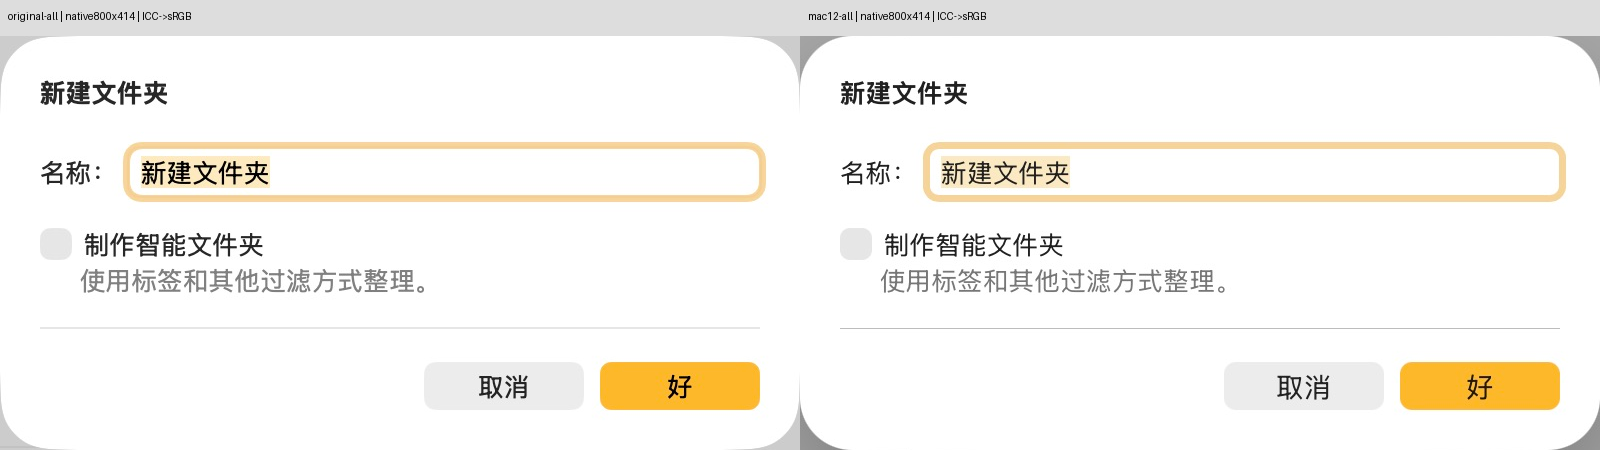 original-all | native800x414 | ICC->sRGB
新建文件夹
名称： 新建文件夹
制作智能文件夹
使用标签和其他过滤方式整理。
取消 好
mac12-all | native800x414 | ICC->sRGB
新建文件夹
名称： 新建文件夹
制作智能文件夹
使用标签和其他过滤方式整理。
取消 好